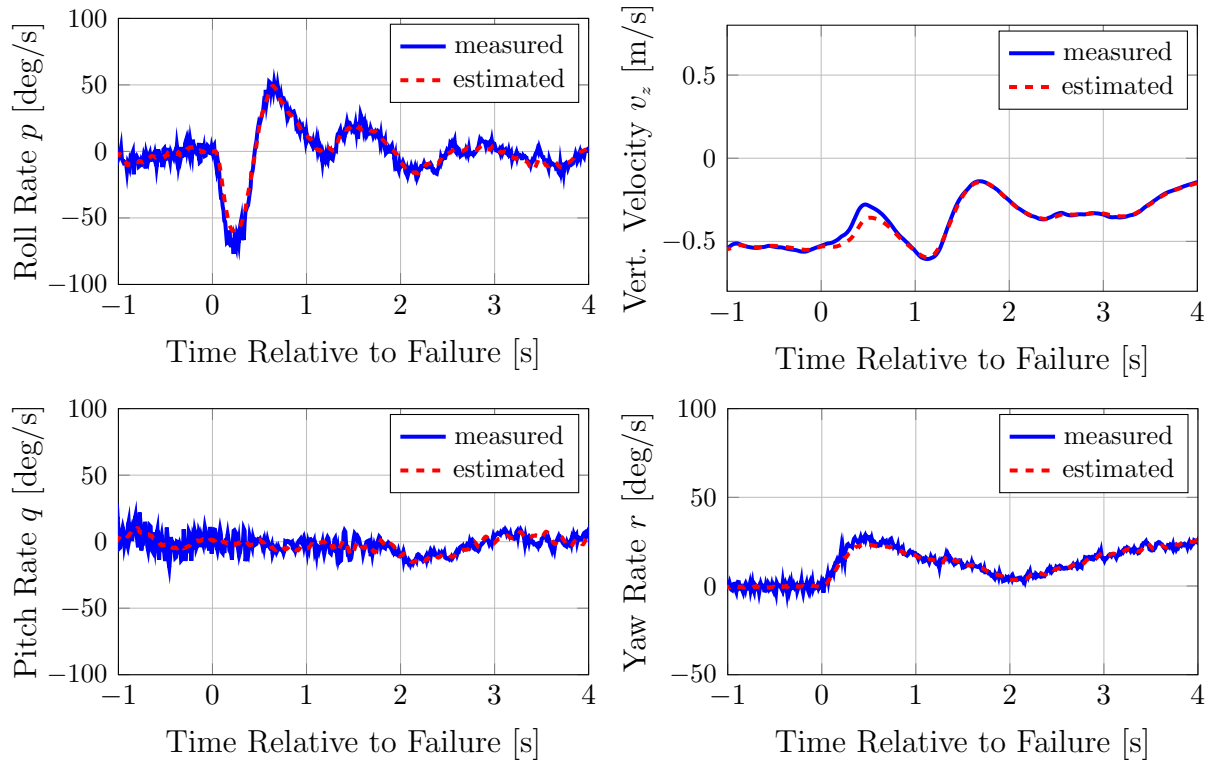 100
50
0
−50
−100
−1
0
1
2
3
4
Roll Rate p [deg/s]
Time Relative to Failure [s]
measured
estimated
0.5
0
−0.5
−1
0
1
2
3
4
Vert. Velocity v_z [m/s]
Time Relative to Failure [s]
measured
estimated
100
50
0
−50
−100
−1
0
1
2
3
4
Pitch Rate q [deg/s]
Time Relative to Failure [s]
measured
estimated
100
50
0
−50
−1
0
1
2
3
4
Yaw Rate r [deg/s]
Time Relative to Failure [s]
measured
estimated